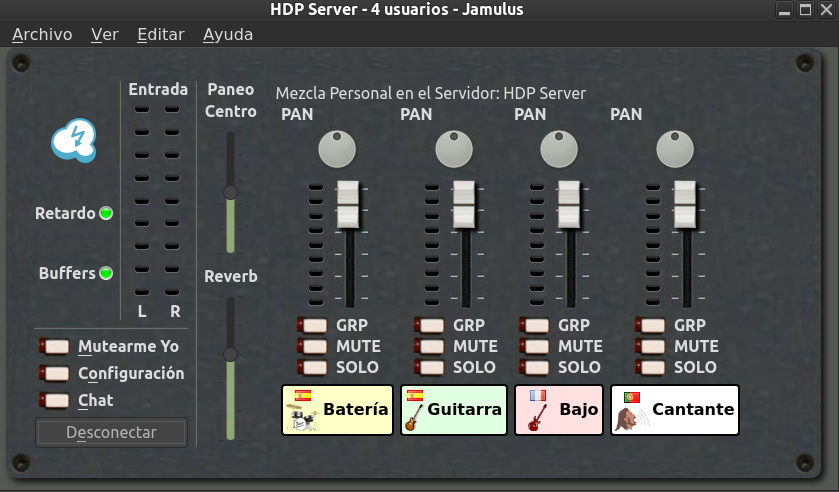 HDP Server - 4 usuarios - Jamulus
Archivo Ver Editar Ayuda
Entrada
L R
Retardo
Buffers
Mutearme Yo
Configuración
Chat
Desconectar
Paneo
Centro
Reverb
Mezcla Personal en el Servidor: HDP Server
PAN PAN PAN PAN
GRP GRP GRP GRP
MUTE MUTE MUTE MUTE
SOLO SOLO SOLO SOLO
Batería Guitarra Bajo Cantante